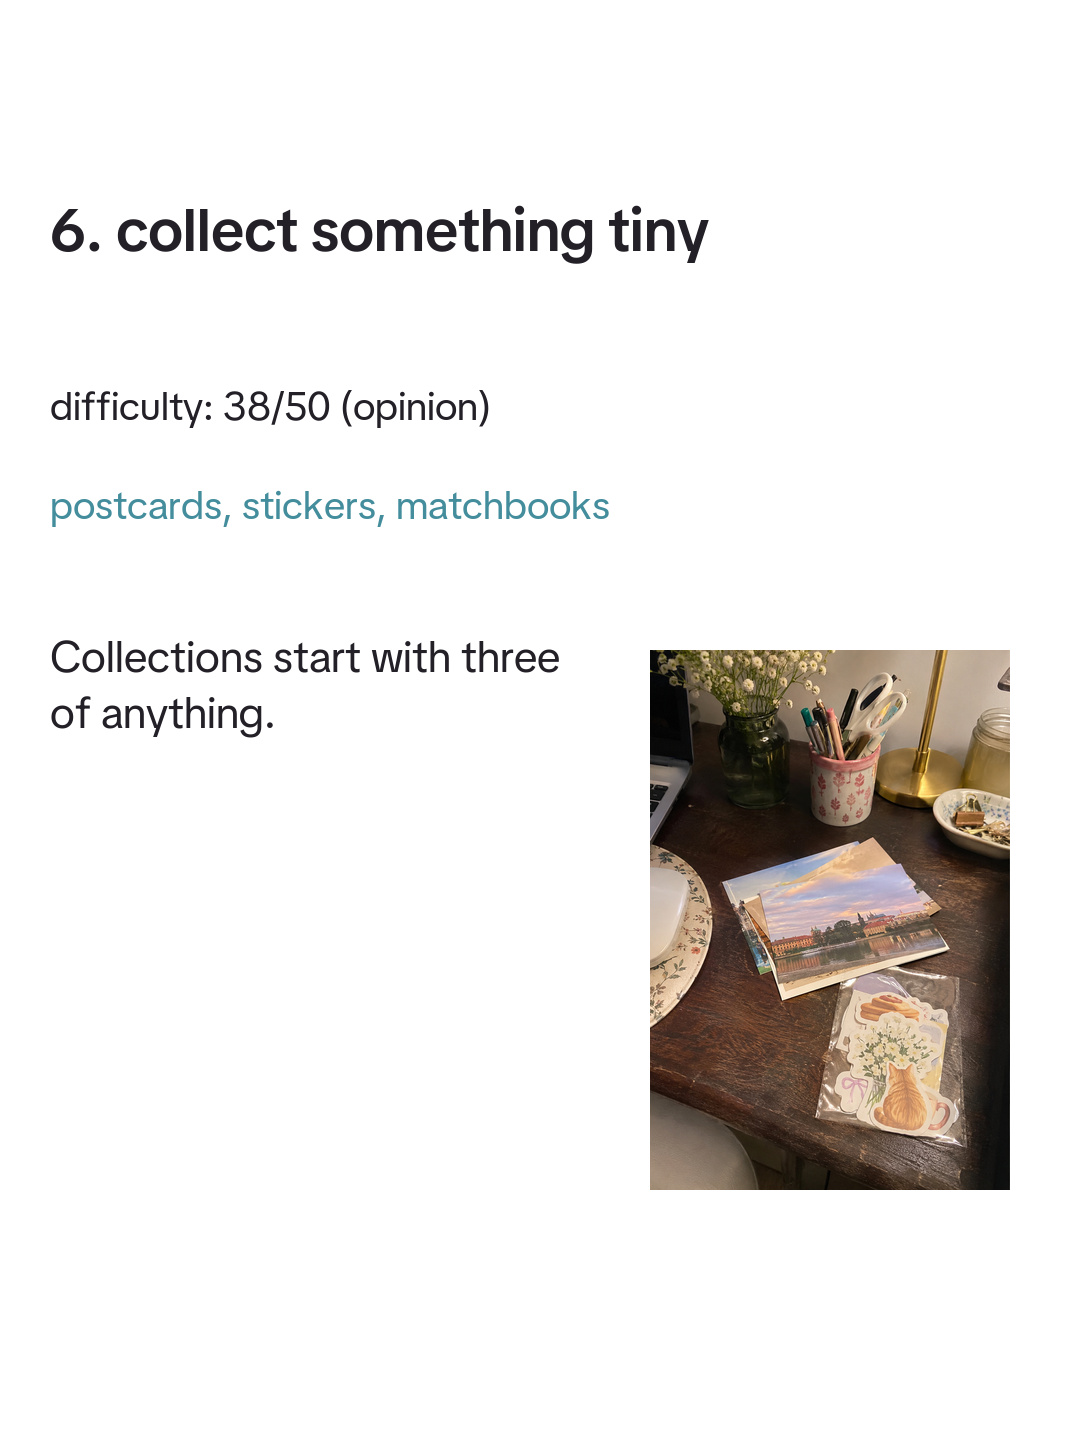 6. collect something tiny
difficulty: 38/50 (opinion)
postcards, stickers, matchbooks
Collections start with three
of anything.